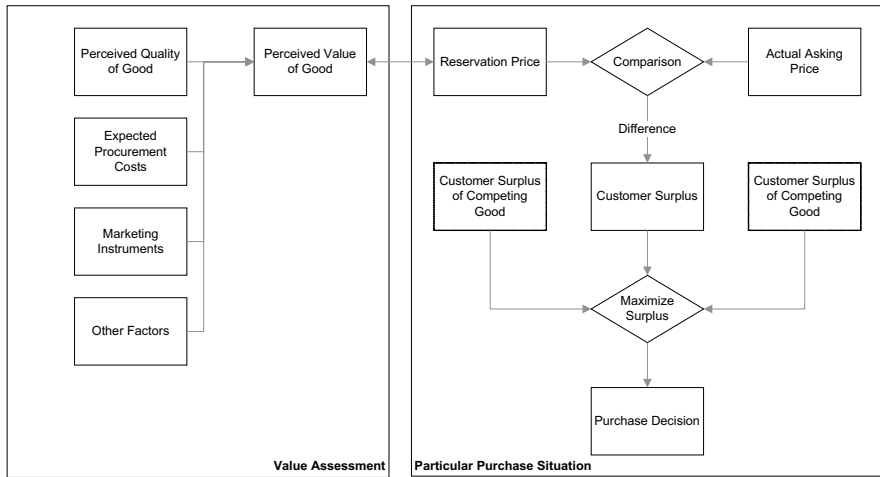 Perceived Quality
of Good
Perceived Value
of Good
Reservation Price
Comparison
Actual Asking
Price
Expected
Procurement
Costs
Difference
Customer Surplus
of Competing
Good
Customer Surplus
Customer Surplus
of Competing
Good
Marketing
Instruments
Maximize
Surplus
Other Factors
Purchase Decision
Value Assessment
Particular Purchase Situation